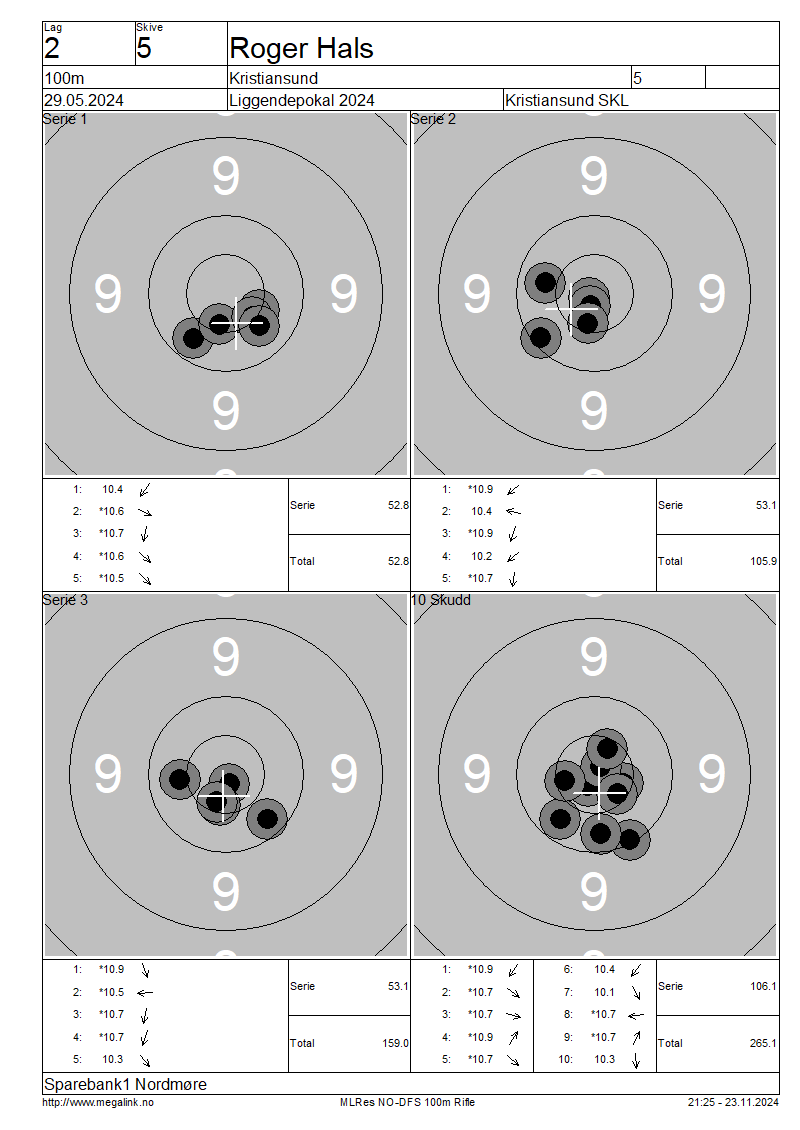 Lag Skive
2 5 Roger Hals
100m Kristiansund 5
29.05.2024 Liggendepokal 2024 Kristiansund SKL
Serie 1 Serie 2
9 9
9 9 9 9
9 9
1: 10.4
2: *10.6
3: *10.7
4: *10.6
5: *10.5
Serie 52.8
Total 52.8
1: *10.9
2: 10.4
3: *10.9
4: 10.2
5: *10.7
Serie 53.1
Total 105.9
Serie 3 10 Skudd
9 9
9 9 9 9
9 9
1: *10.9
2: *10.5
3: *10.7
4: *10.7
5: 10.3
Serie 53.1
Total 159.0
1: *10.9 6: 10.4
2: *10.7 7: 10.1
3: *10.7 8: *10.7
4: *10.9 9: *10.7
5: *10.7 10: 10.3
Serie 106.1
Total 265.1
Sparebank1 Nordmøre
http://www.megalink.no MLRes NO-DFS 100m Rifle 21:25 - 23.11.2024